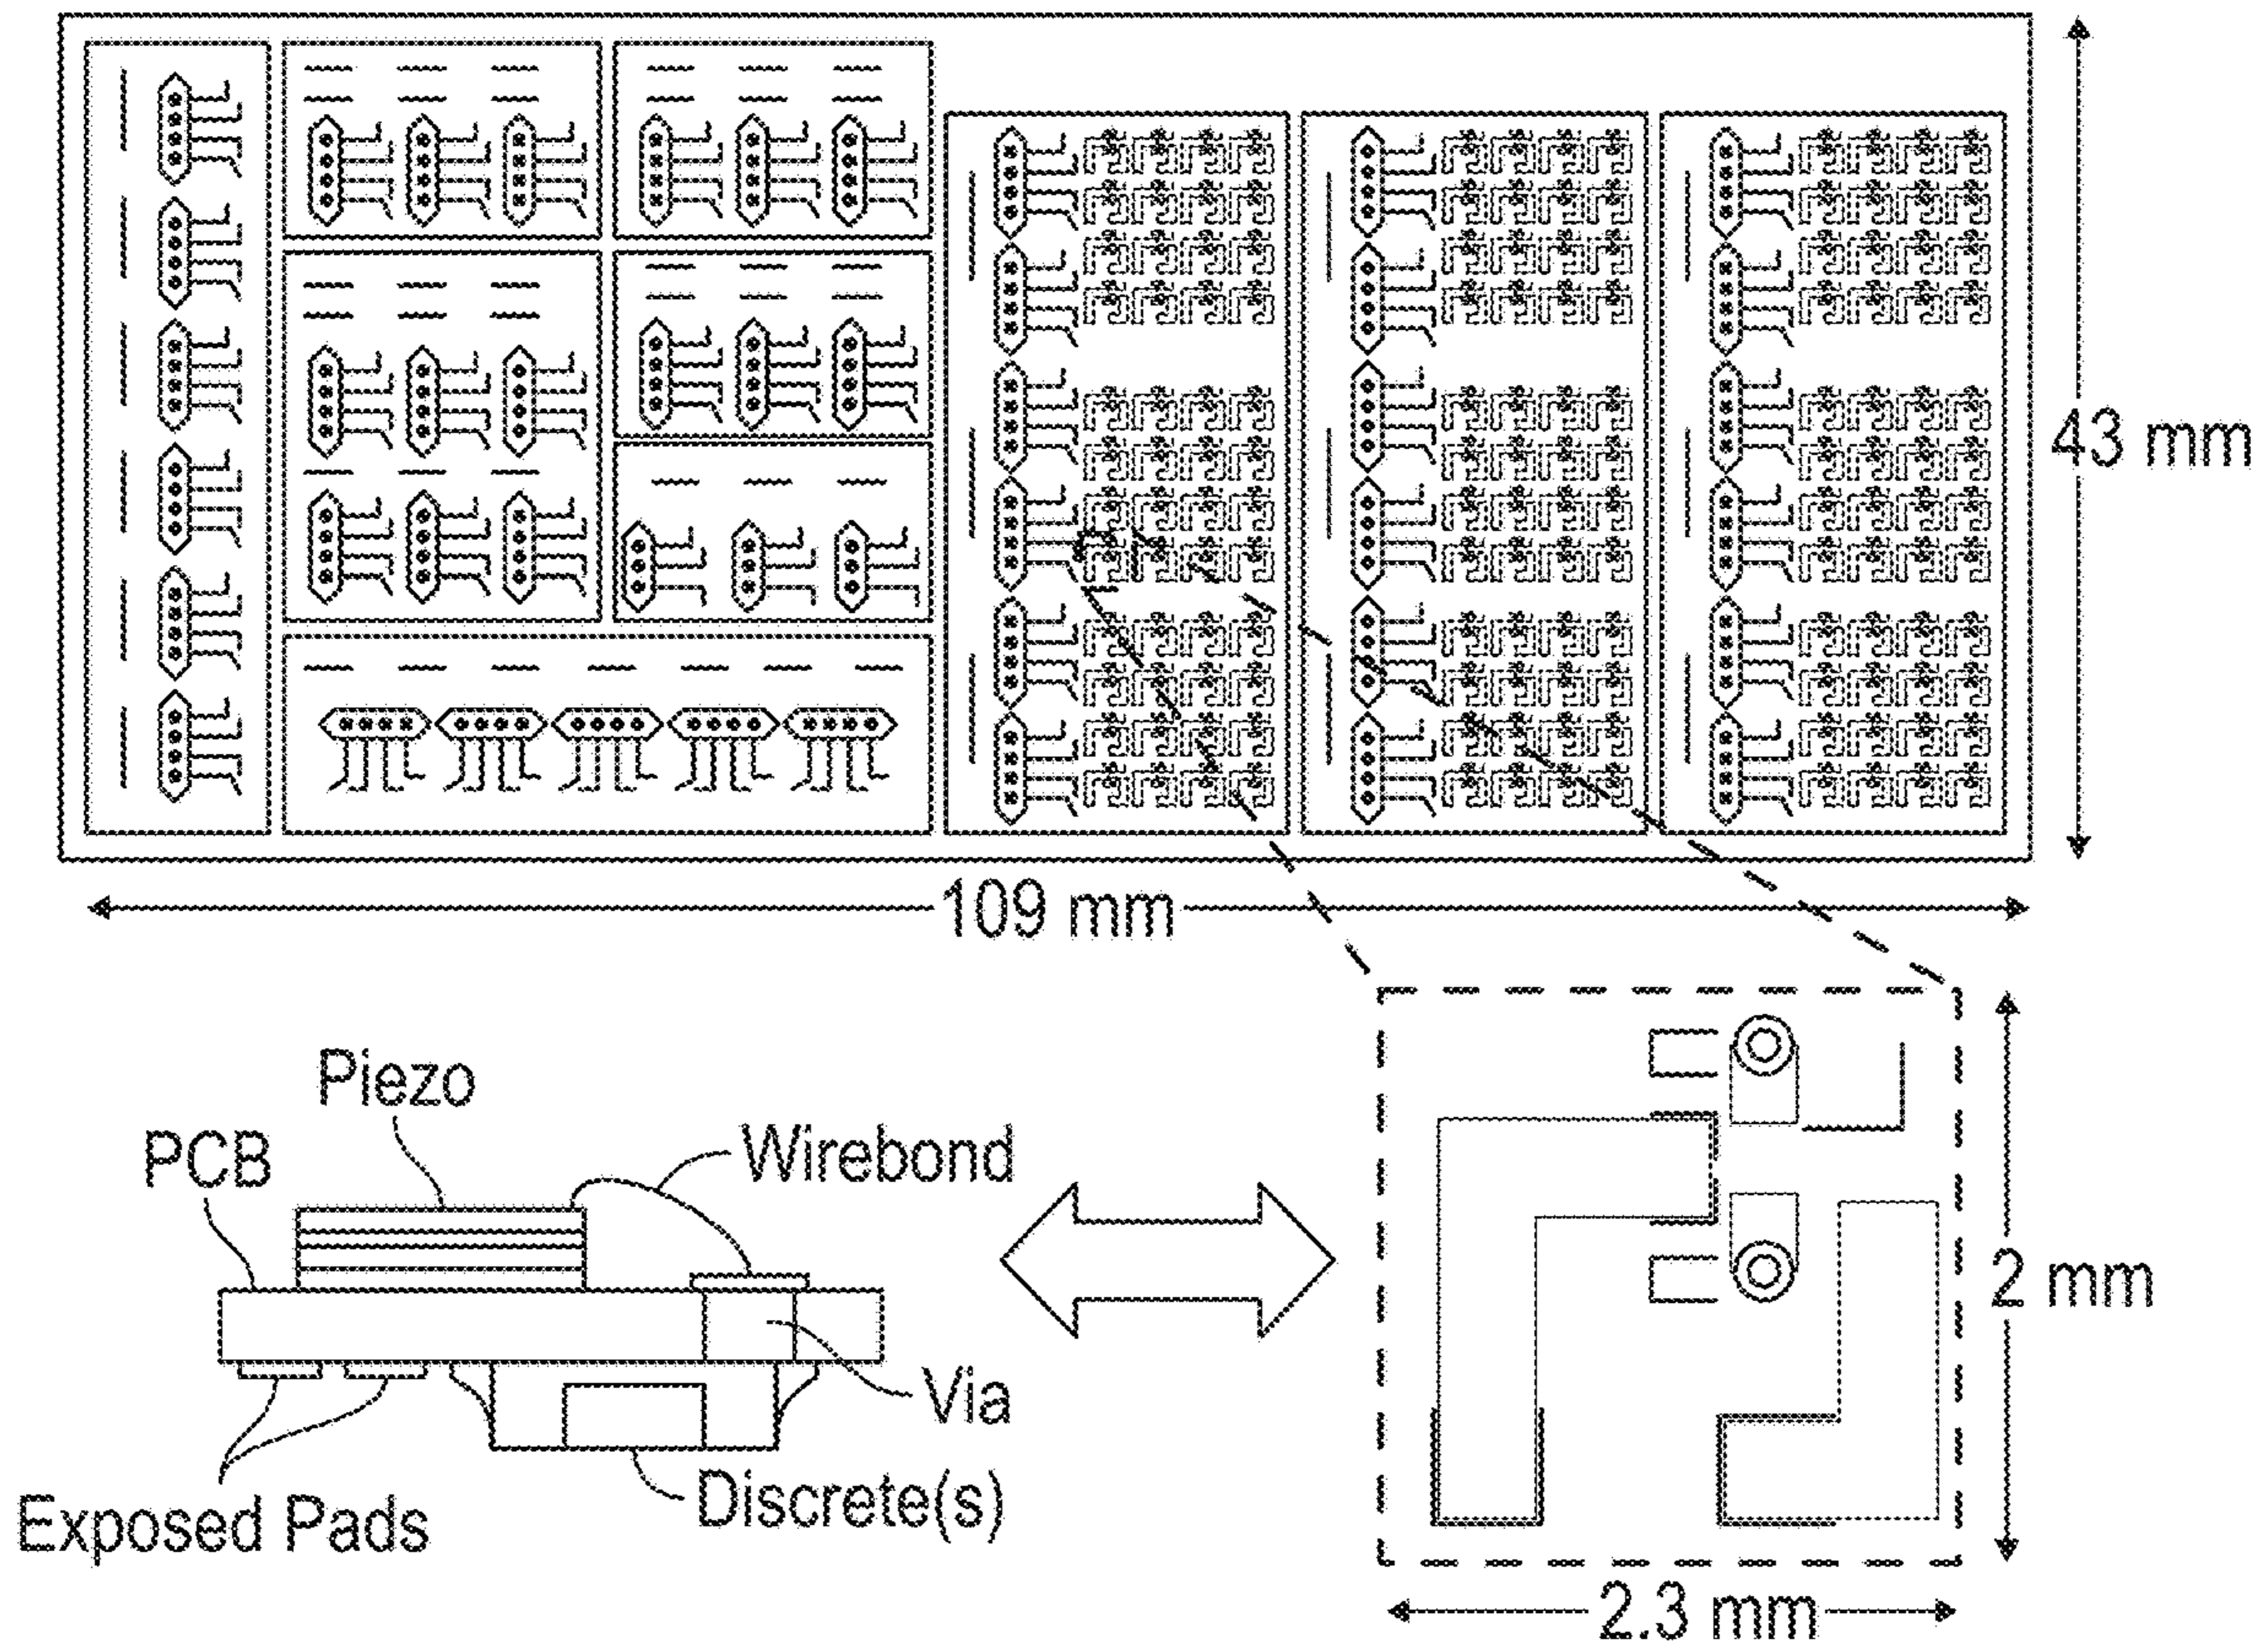 43 mm
109 mm
Piezo
PCB
Wirebond
2 mm
Via
Discrete(s)
Exposed Pads
2.3 mm